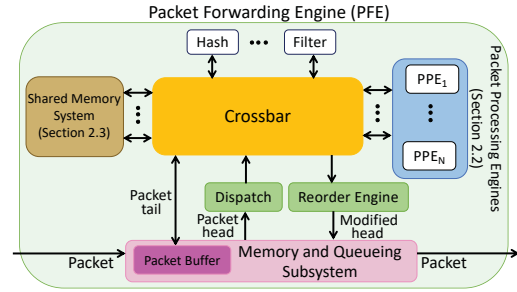 Packet Forwarding Engine (PFE)
Hash ••• Filter
Shared Memory
System
(Section 2.3)
Crossbar
PPE1
PPEN
Packet Processing Engines
(Section 2.2)
Packet
tail
Dispatch
Reorder Engine
Packet
head
Modified
head
Packet
Packet Buffer
Memory and Queueing
Subsystem
Packet